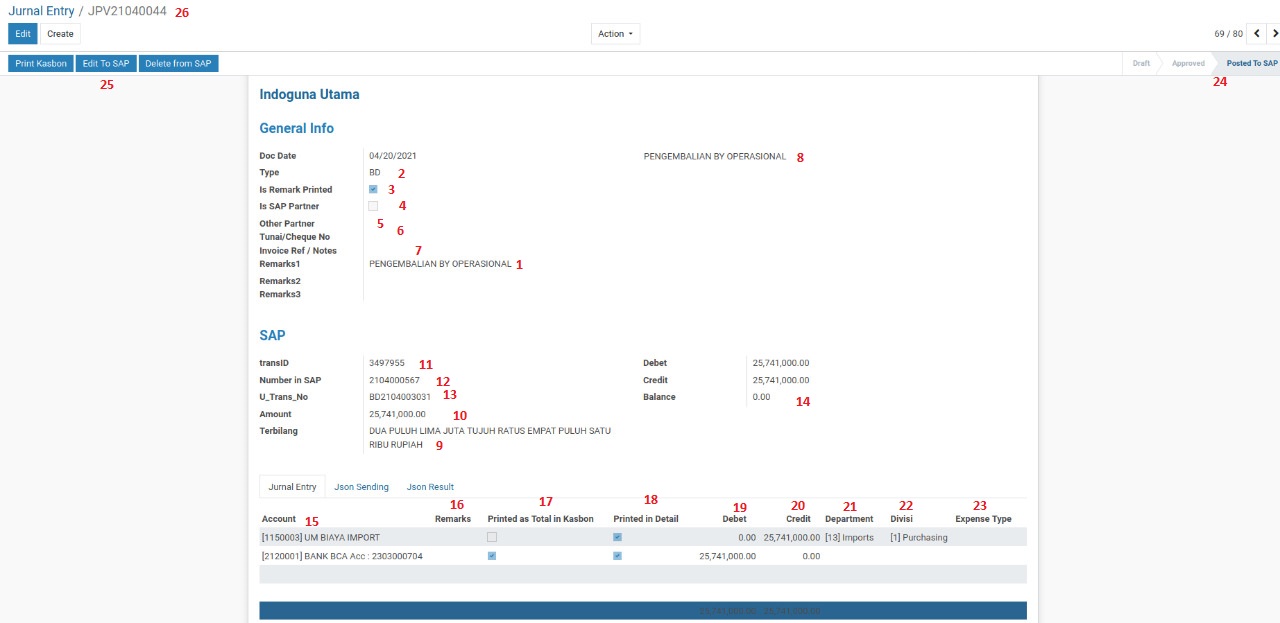 Jurnal Entry / JPV21040044 26
Edit Create Action 69 / 80
Print Kasbon Edit To SAP Delete from SAP Draft Approved Posted To SAP
25 24
Indoguna Utama
General Info
Doc Date 04/20/2021 PENGEMBALIAN BY OPERASIONAL 8
Type BD 2
Is Remark Printed 3
Is SAP Partner 4
Other Partner 5
Tunai/Cheque No 6
Invoice Ref / Notes 7
Remarks1 PENGEMBALIAN BY OPERASIONAL 1
Remarks2
Remarks3
SAP
transID 3497955 11 Debet 25,741,000.00
Number in SAP 2104000567 12 Credit 25,741,000.00
U_Trans_No BD2104003031 13 Balance 0.00 14
Amount 25,741,000.00 10
Terbilang DUA PULUH LIMA JUTA TUJUH RATUS EMPAT PULUH SATU
RIBU RUPIAH 9
Jurnal Entry Json Sending Json Result
16 17 18 19 20 21 22 23
Account 15 Remarks Printed as Total in Kasbon Printed in Detail Debet Credit Department Divisi Expense Type
[1150003] UM BIAYA IMPORT 0.00 25,741,000.00 [13] Imports [1] Purchasing
[2120001] BANK BCA Acc : 2303000704 25,741,000.00 0.00
25,741,000.00 25,741,000.00